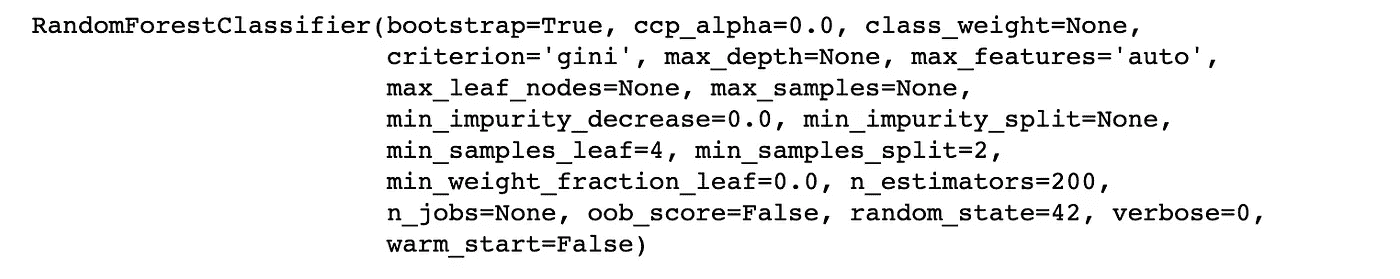 RandomForestClassifier(bootstrap=True, ccp_alpha=0.0, class_weight=None,
criterion='gini', max_depth=None, max_features='auto',
max_leaf_nodes=None, max_samples=None,
min_impurity_decrease=0.0, min_impurity_split=None,
min_samples_leaf=4, min_samples_split=2,
min_weight_fraction_leaf=0.0, n_estimators=200,
n_jobs=None, oob_score=False, random_state=42, verbose=0,
warm_start=False)